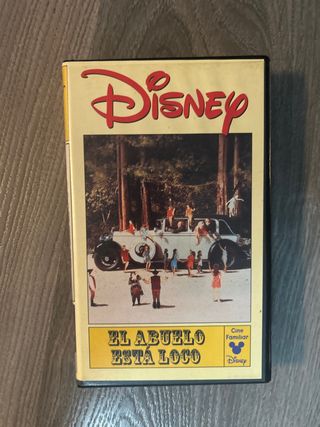 Disney
EL ABUELO
ESTÁ LOCO
Cine
Familiar
Disney